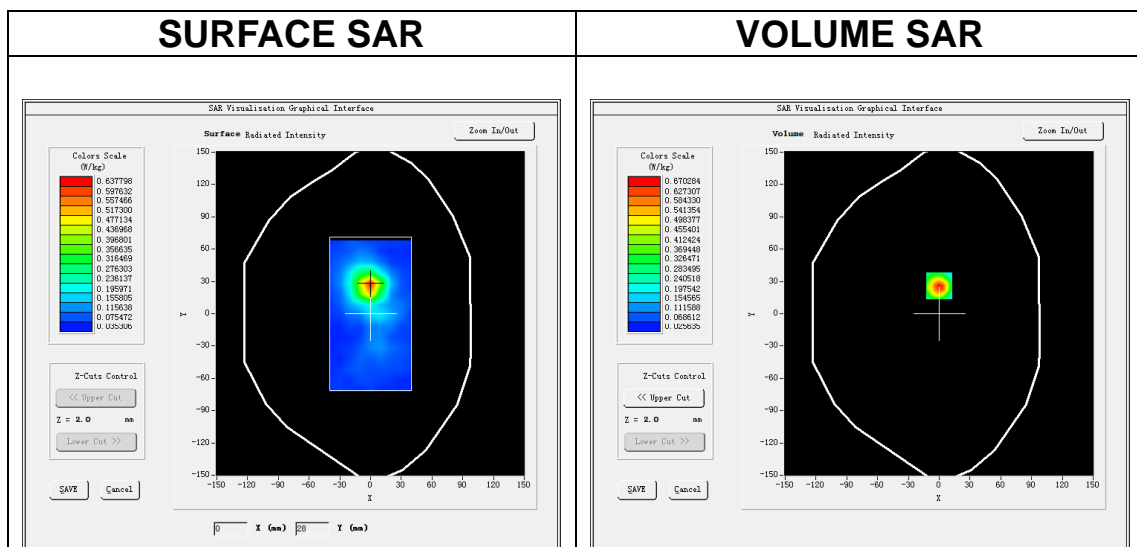 SURFACE SAR
VOLUME SAR
SAR Visualisation Graphical Interface
Surface Radiated Intensity
Zoom In/Out
Colors Scale
(W/kg)
0.637798
0.597632
0.557466
0.517300
0.477134
0.436968
0.396801
0.356635
0.316469
0.276303
0.236137
0.195971
0.155805
0.115638
0.075472
0.035306
150
120
90
60
30
0
-30
-60
-90
-120
-150
Y
-150 -120 -90 -60 -30 0 30 60 90 120 150
X
Z-Cuts Control
<< Upper Cut
Z = 2.0 mm
Lower Cut >>
SAVE Cancel
0 X (mm) 28 Y (mm)
SAR Visualisation Graphical Interface
Volume Radiated Intensity
Zoom In/Out
Colors Scale
(W/kg)
0.670284
0.627307
0.584330
0.541354
0.498377
0.455401
0.412424
0.369448
0.326471
0.283495
0.240518
0.197542
0.154565
0.111588
0.068612
0.025635
150
120
90
60
30
0
-30
-60
-90
-120
-150
Y
-150 -120 -90 -60 -30 0 30 60 90 120 150
X
Z-Cuts Control
<< Upper Cut
Z = 2.0 mm
Lower Cut >>
SAVE Cancel